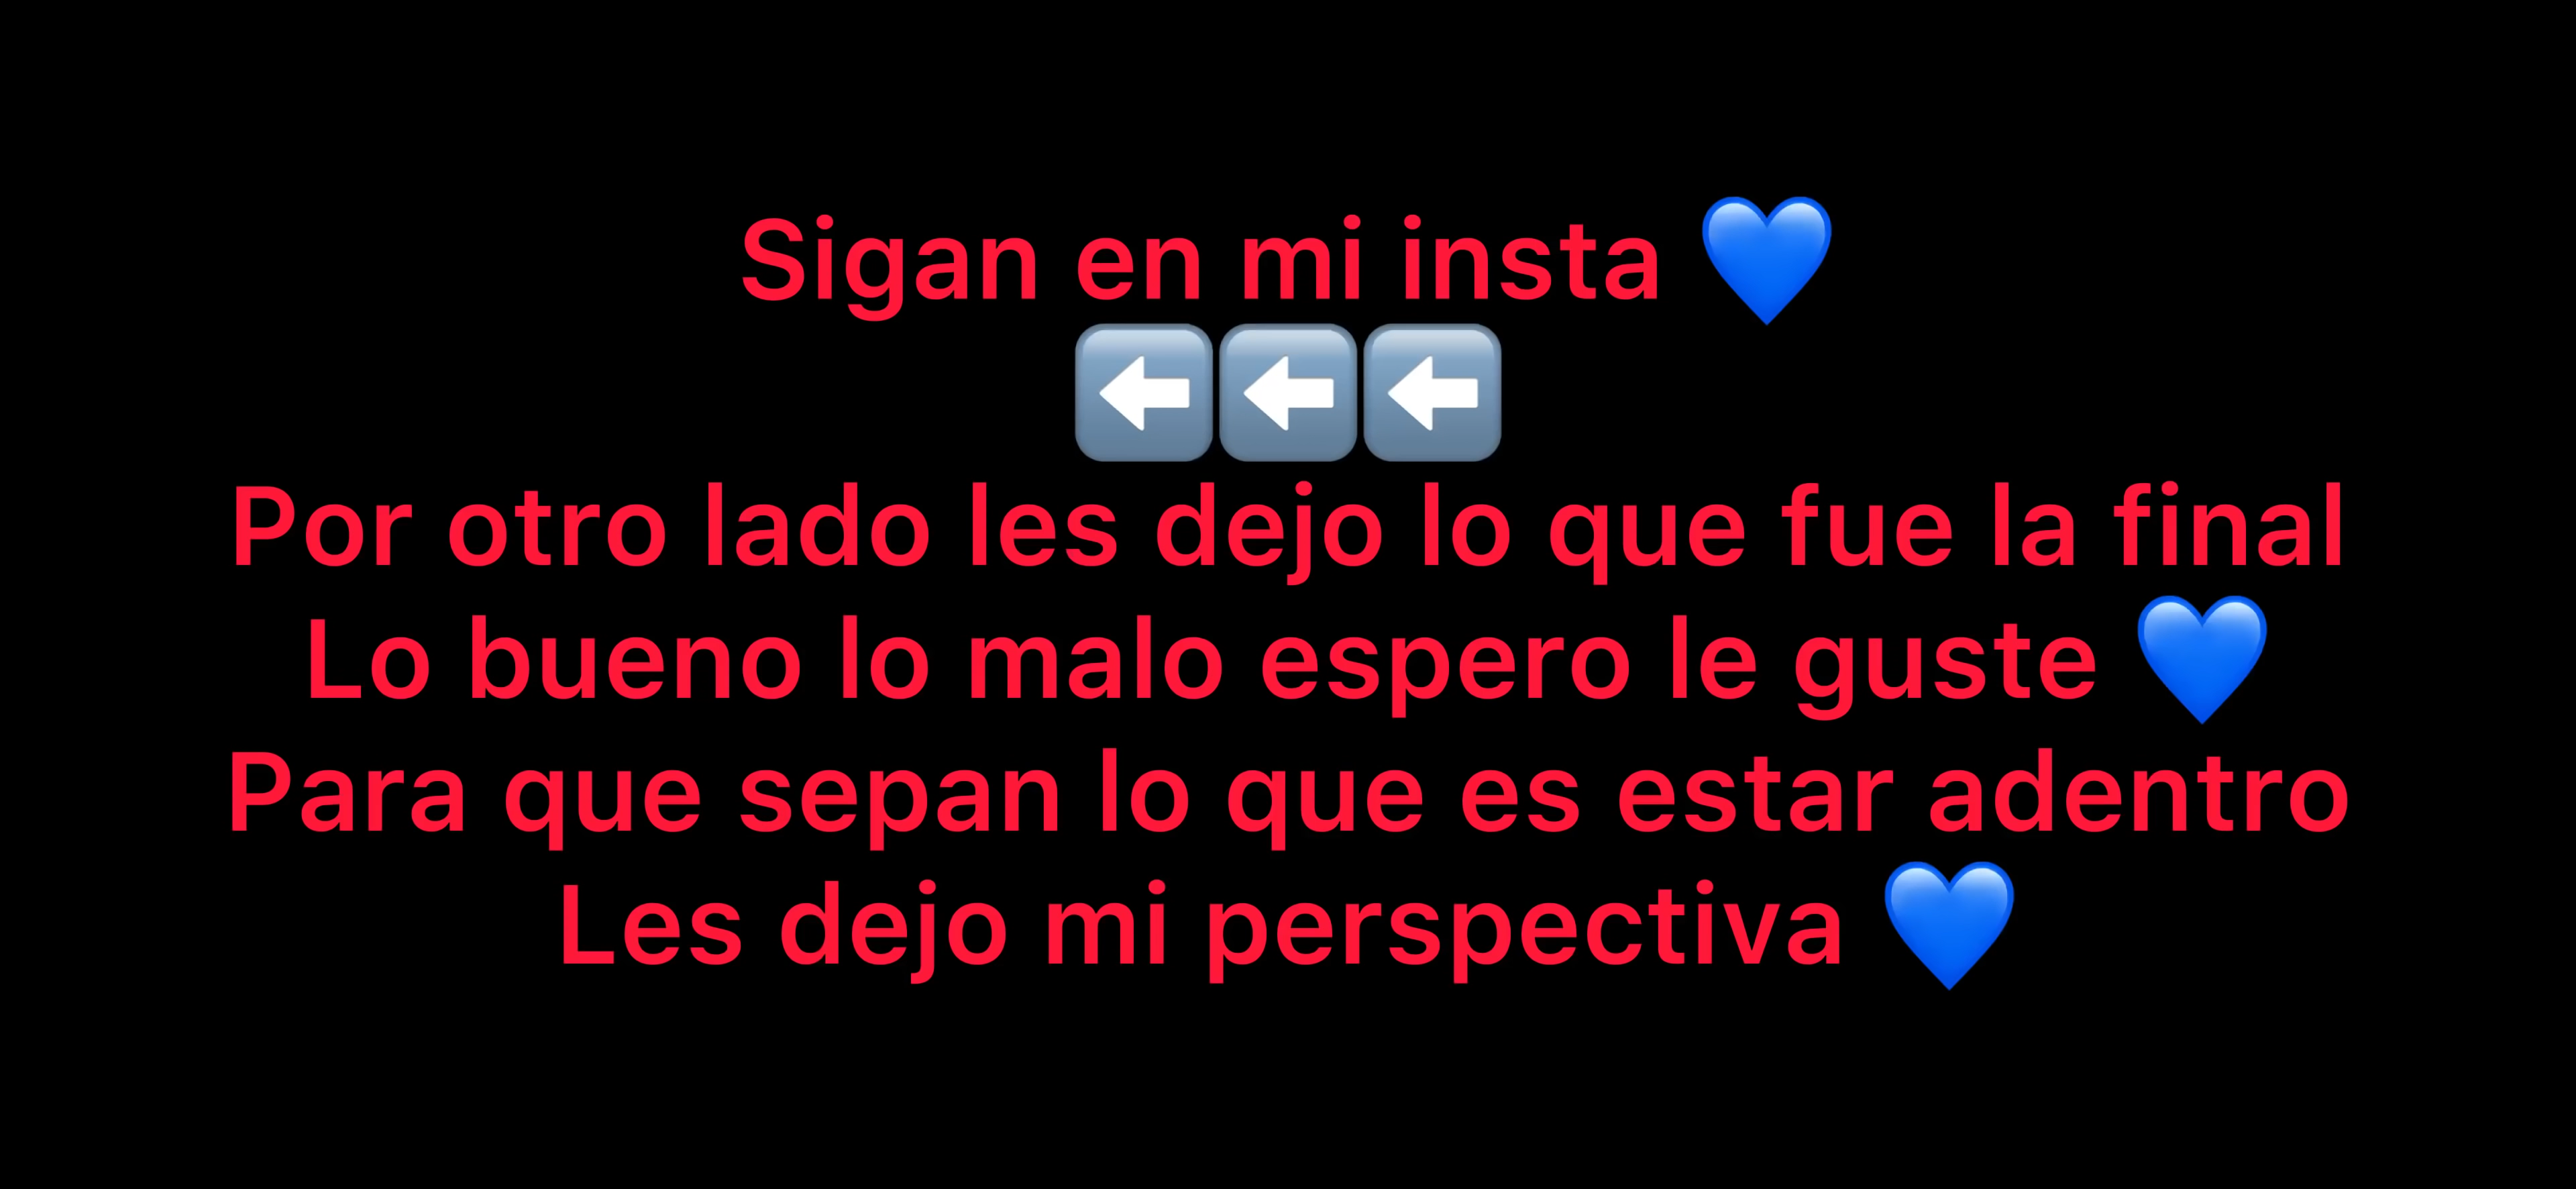 Sigan en mi insta 💙
⬅️⬅️⬅️
Por otro lado les dejo lo que fue la final
Lo bueno lo malo espero le guste 💙
Para que sepan lo que es estar adentro
Les dejo mi perspectiva 💙